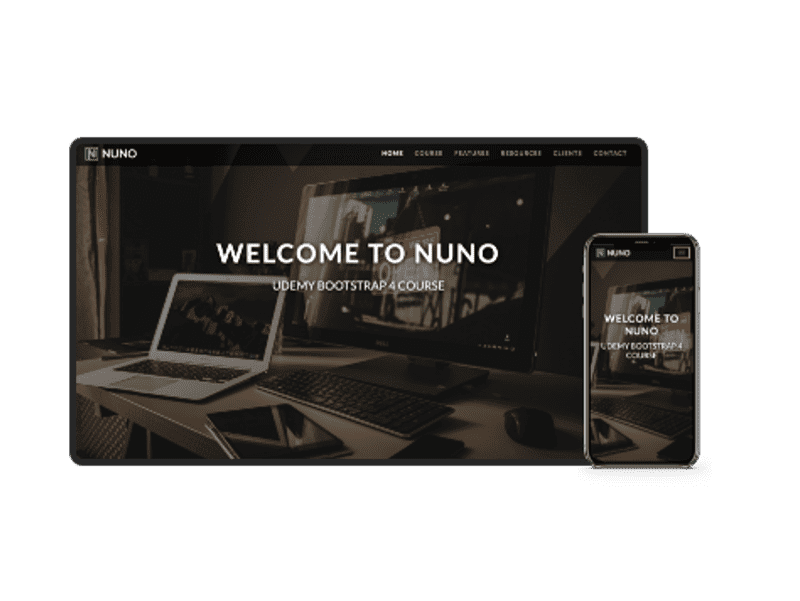 NUNO
HOME COURSE FEATURES RESOURCES CLIENTS CONTACT
WELCOME TO NUNO
UDEMY BOOTSTRAP 4 COURSE
NUNO
WELCOME TO
NUNO
UDEMY BOOTSTRAP 4
COURSE